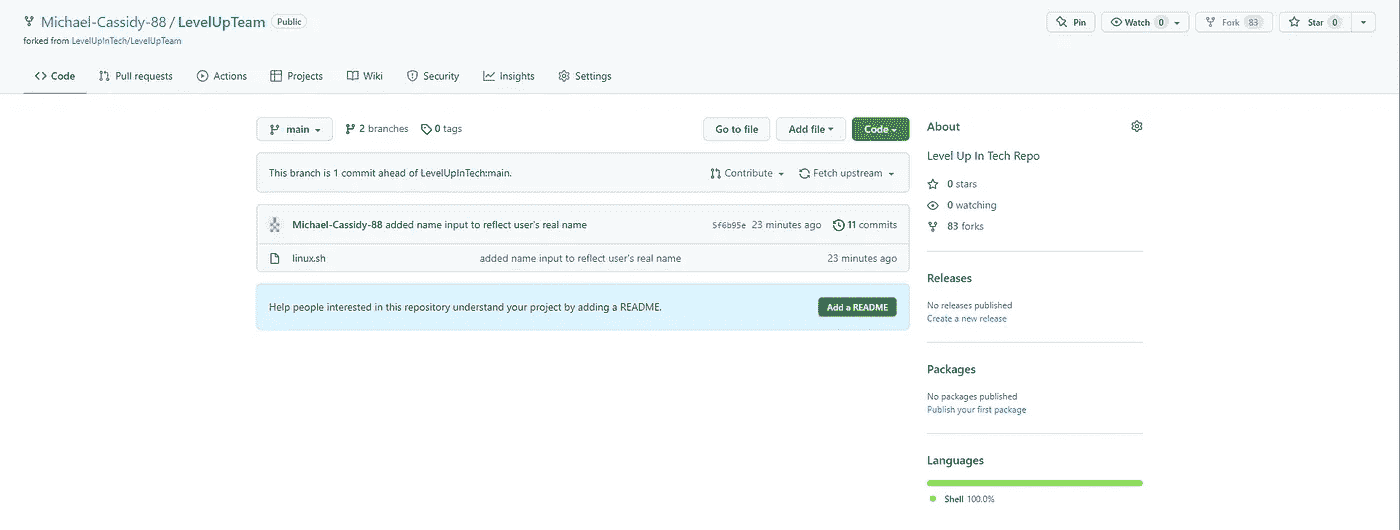 Michael-Cassidy-88 / LevelUpTeam Public
Pin Watch 0 Fork 83 Star 0
forked from LevelUpInTech/LevelUpTeam
Code Pull requests Actions Projects Wiki Security Insights Settings
main 2 branches 0 tags Go to file Add file Code
This branch is 1 commit ahead of LevelUpInTech:main. Contribute Fetch upstream
Michael-Cassidy-88 added name input to reflect user's real name 5f6b95e 23 minutes ago 11 commits
linux.sh added name input to reflect user's real name 23 minutes ago
Help people interested in this repository understand your project by adding a README. Add a README
About
Level Up In Tech Repo
0 stars
0 watching
83 forks
Releases
No releases published
Create a new release
Packages
No packages published
Publish your first package
Languages
Shell 100.0%